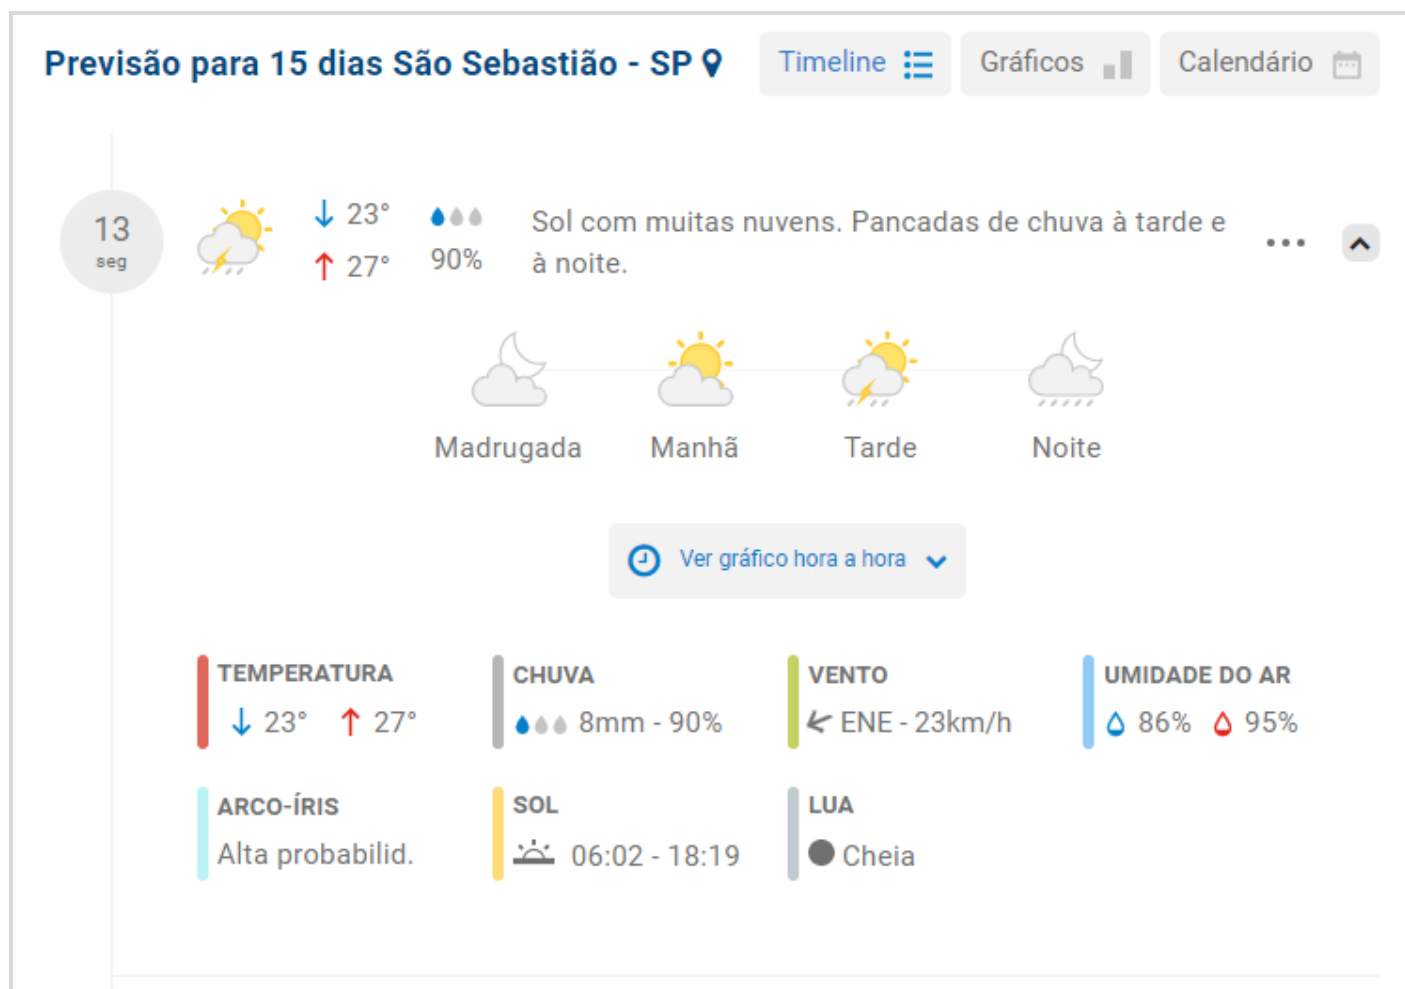 Previsão para 15 dias São Sebastião - SP
Timeline
Gráficos
Calendário
13
seg
23°
27°
90%
Sol com muitas nuvens. Pancadas de chuva à tarde e
à noite.
Madrugada
Manhã
Tarde
Noite
Ver gráfico hora a hora
TEMPERATURA
23° 27°
CHUVA
8mm - 90%
VENTO
ENE - 23km/h
UMIDADE DO AR
86% 95%
ARCO-ÍRIS
Alta probabilid.
SOL
06:02 - 18:19
LUA
Cheia